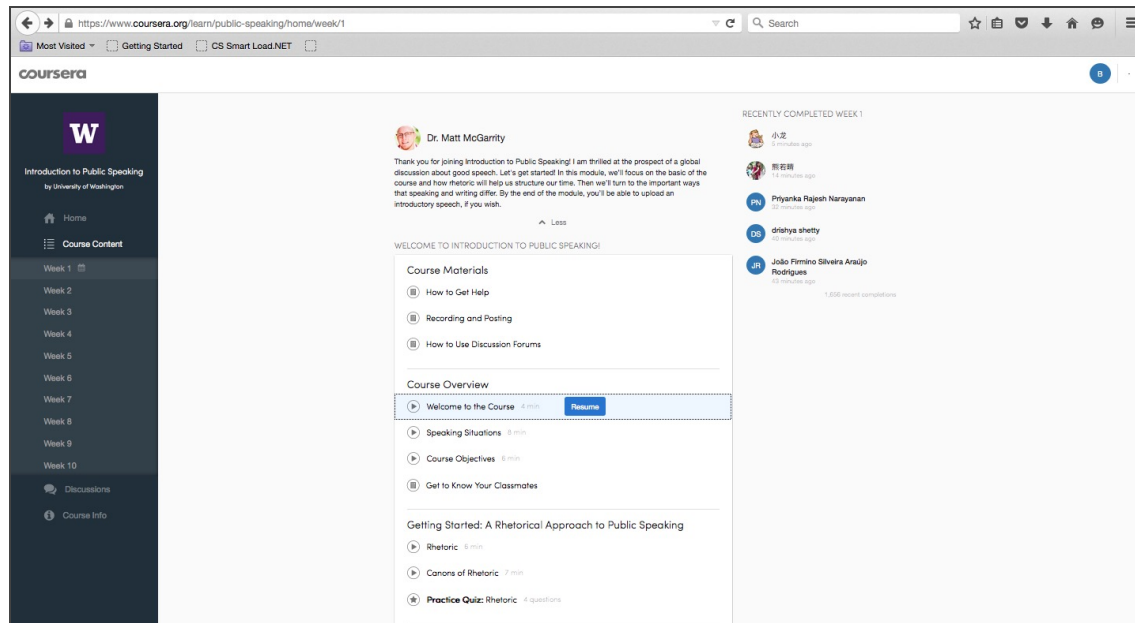 https://www.coursera.org/learn/public-speaking/home/week/1
Search
Most Visited
Getting Started
CS Smart Load.NET
coursera
B
W
Introduction to Public Speaking
by University of Washington
Home
Course Content
Week 1
Week 2
Week 3
Week 4
Week 5
Week 6
Week 7
Week 8
Week 9
Week 10
Discussions
Course Info
Dr. Matt McGarrity
Thank you for joining Introduction to Public Speaking! I am thrilled at the prospect of a global
discussion about good speech. Let's get started! In this module, we'll focus on the basic of the
course and how rhetoric will help us structure our time. Then we'll turn to the important ways
that speaking and writing differ. By the end of the module, you'll be able to upload an
introductory speech, if you wish.
Less
WELCOME TO INTRODUCTION TO PUBLIC SPEAKING!
Course Materials
How to Get Help
Recording and Posting
How to Use Discussion Forums
Course Overview
Welcome to the Course 4 min Resume
Speaking Situations 8 min
Course Objectives 6 min
Get to Know Your Classmates
Getting Started: A Rhetorical Approach to Public Speaking
Rhetoric 6 min
Canons of Rhetoric 7 min
Practice Quiz: Rhetoric 4 questions
RECENTLY COMPLETED WEEK 1
小龙
5 minutes ago
熊若晴
14 minutes ago
PN
Priyanka Rajesh Narayanan
32 minutes ago
DS
drishya shetty
40 minutes ago
JR
João Firmino Silveira Araújo
Rodrigues
43 minutes ago
recent completions